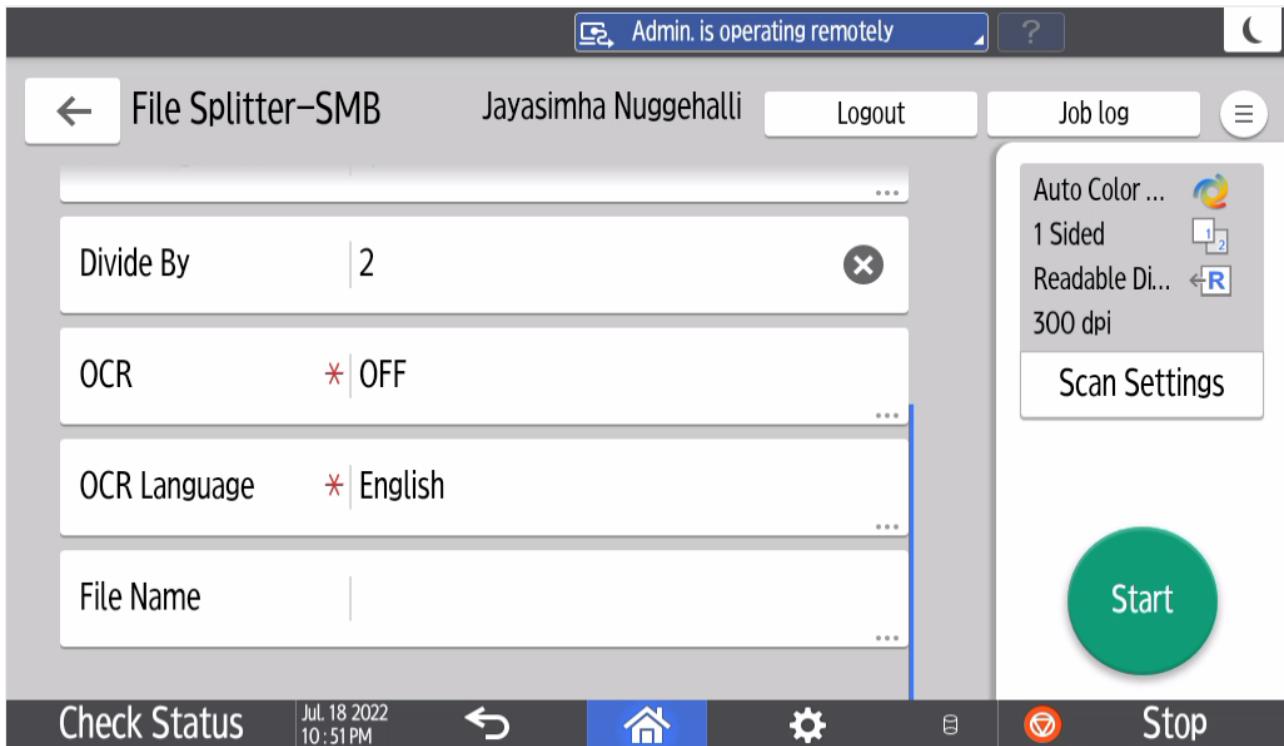 Admin. is operating remotely ?
File Splitter-SMB Jayasimha Nuggehalli Logout Job log
Auto Color ...
1 Sided 1 2
Readable Di... R
300 dpi
Scan Settings
Divide By 2
OCR * OFF
OCR Language * English
File Name
Start
Check Status Jul. 18 2022
10 : 51 PM
Stop